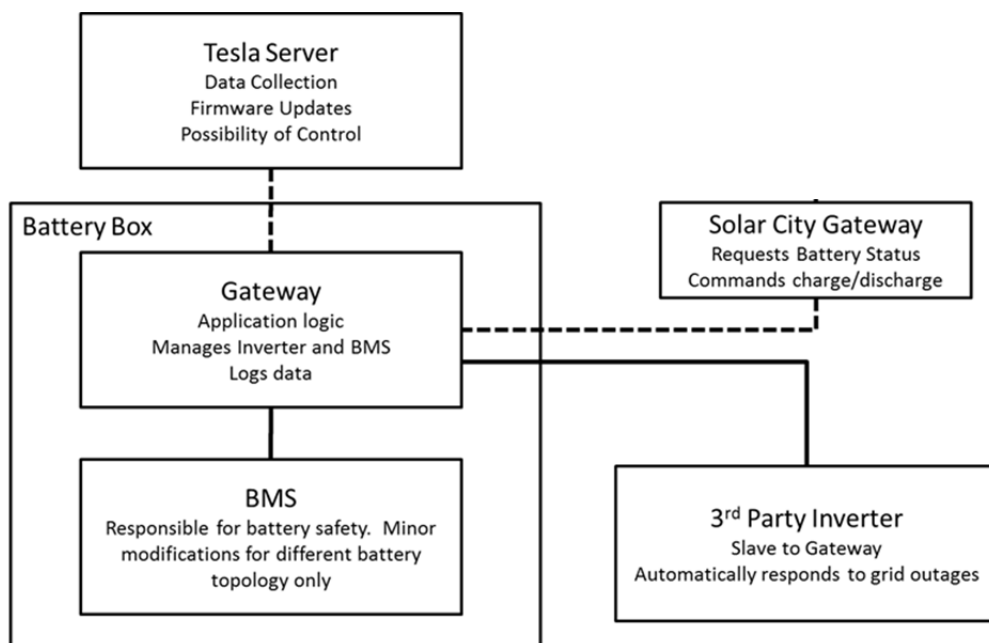 Tesla Server
Data Collection
Firmware Updates
Possibility of Control
Battery Box
Gateway
Application logic
Manages Inverter and BMS
Logs data
Solar City Gateway
Requests Battery Status
Commands charge/discharge
BMS
Responsible for battery safety.  Minor
modifications for different battery
topology only
3rd Party Inverter
Slave to Gateway
Automatically responds to grid outages